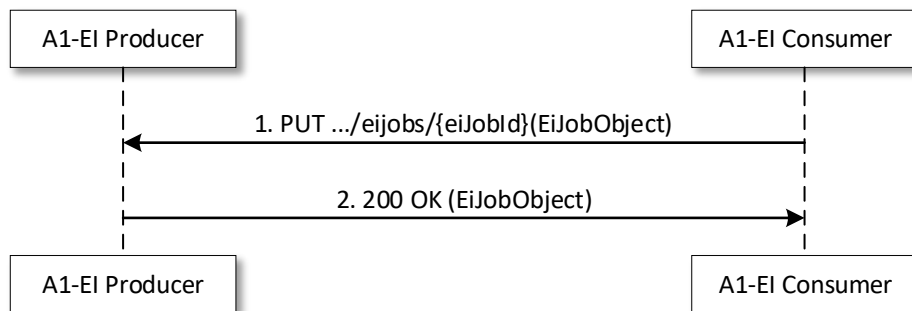 A1-EI Producer
A1-EI Consumer
1. PUT .../eijobs/{eiJobId}(EiJobObject)
2. 200 OK (EiJobObject)
A1-EI Producer
A1-EI Consumer